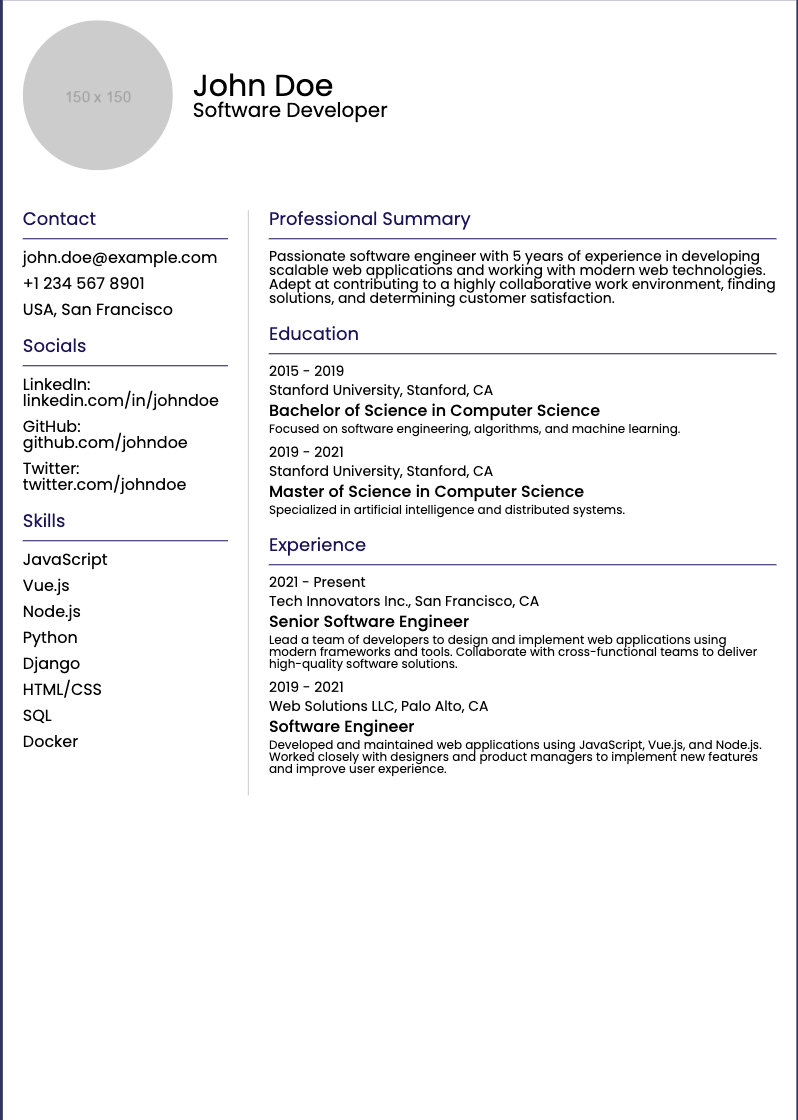 150 x 150
John Doe
Software Developer
Contact
john.doe@example.com
+1 234 567 8901
USA, San Francisco
Socials
LinkedIn:
linkedin.com/in/johndoe
GitHub:
github.com/johndoe
Twitter:
twitter.com/johndoe
Skills
JavaScript
Vue.js
Node.js
Python
Django
HTML/CSS
SQL
Docker
Professional Summary
Passionate software engineer with 5 years of experience in developing
scalable web applications and working with modern web technologies.
Adept at contributing to a highly collaborative work environment, finding
solutions, and determining customer satisfaction.
Education
2015 - 2019
Stanford University, Stanford, CA
Bachelor of Science in Computer Science
Focused on software engineering, algorithms, and machine learning.
2019 - 2021
Stanford University, Stanford, CA
Master of Science in Computer Science
Specialized in artificial intelligence and distributed systems.
Experience
2021 - Present
Tech Innovators Inc., San Francisco, CA
Senior Software Engineer
Lead a team of developers to design and implement web applications using
modern frameworks and tools. Collaborate with cross-functional teams to deliver
high-quality software solutions.
2019 - 2021
Web Solutions LLC, Palo Alto, CA
Software Engineer
Developed and maintained web applications using JavaScript, Vue.js, and Node.js.
Worked closely with designers and product managers to implement new features
and improve user experience.